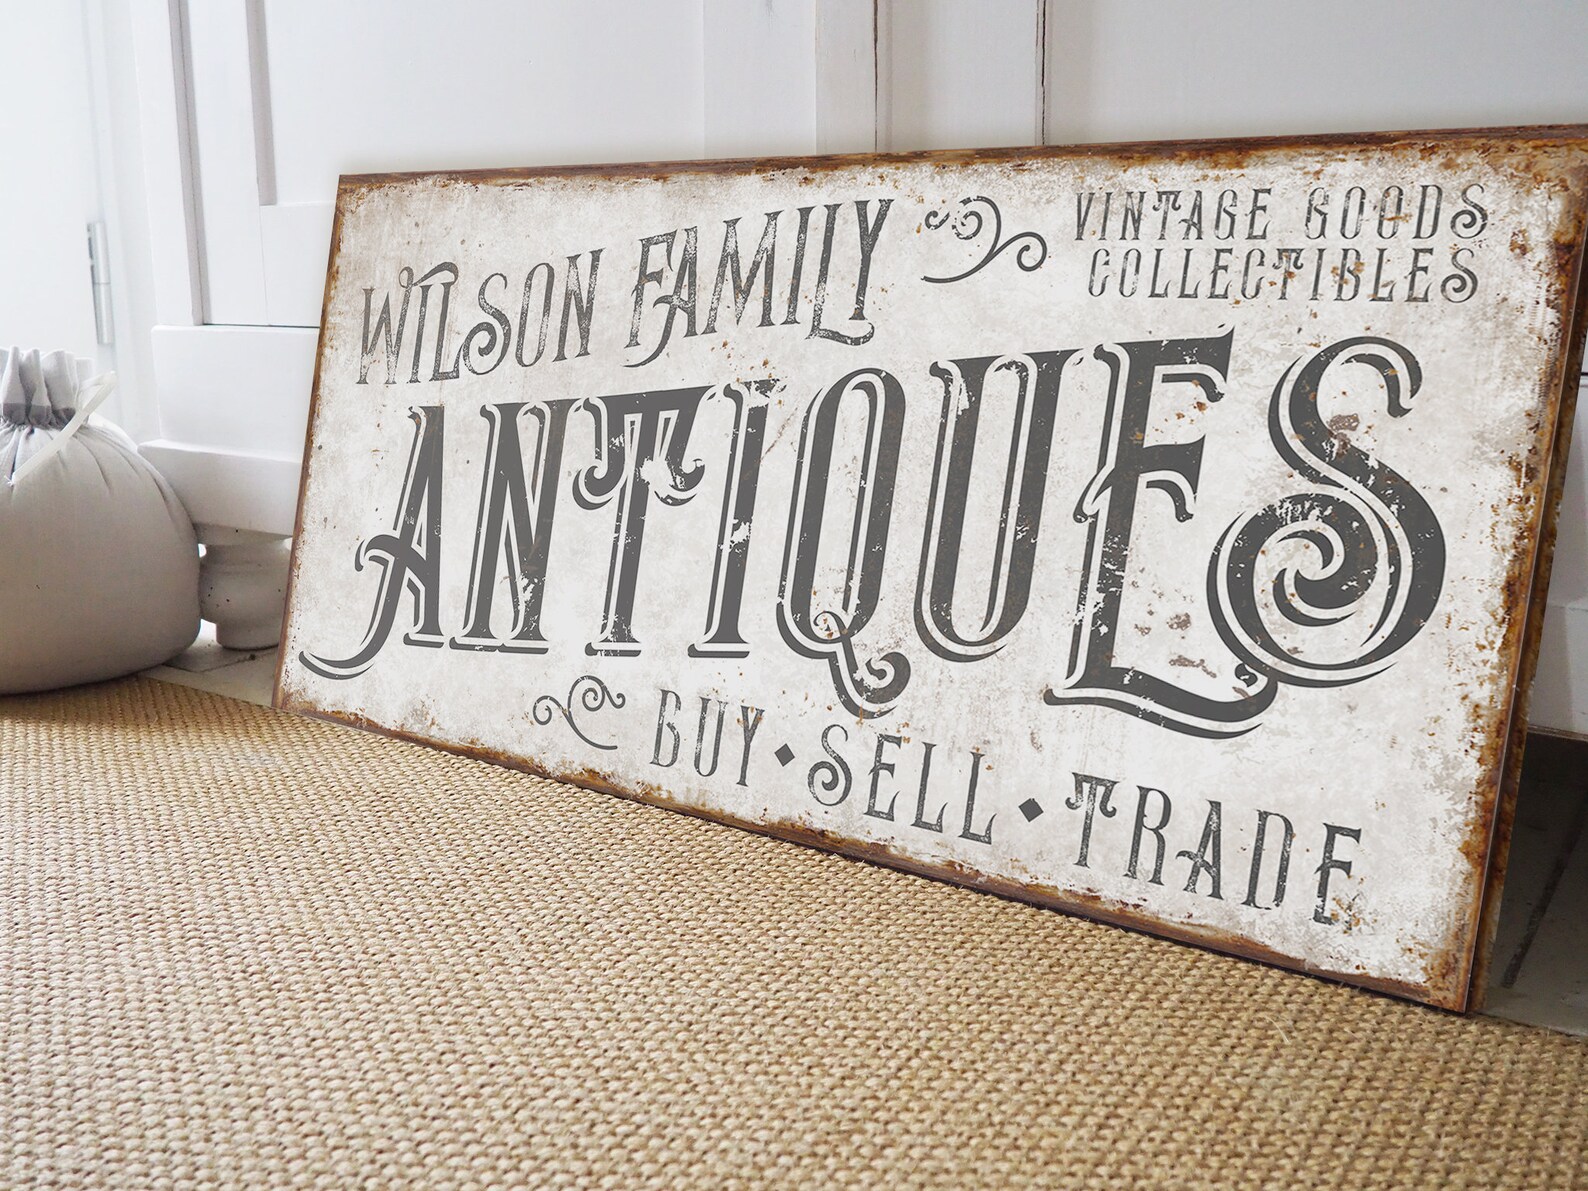 WILSON FAMILY
VINTAGE GOODS
COLLECTIBLES
ANTIQUES
BUY • SELL • TRADE